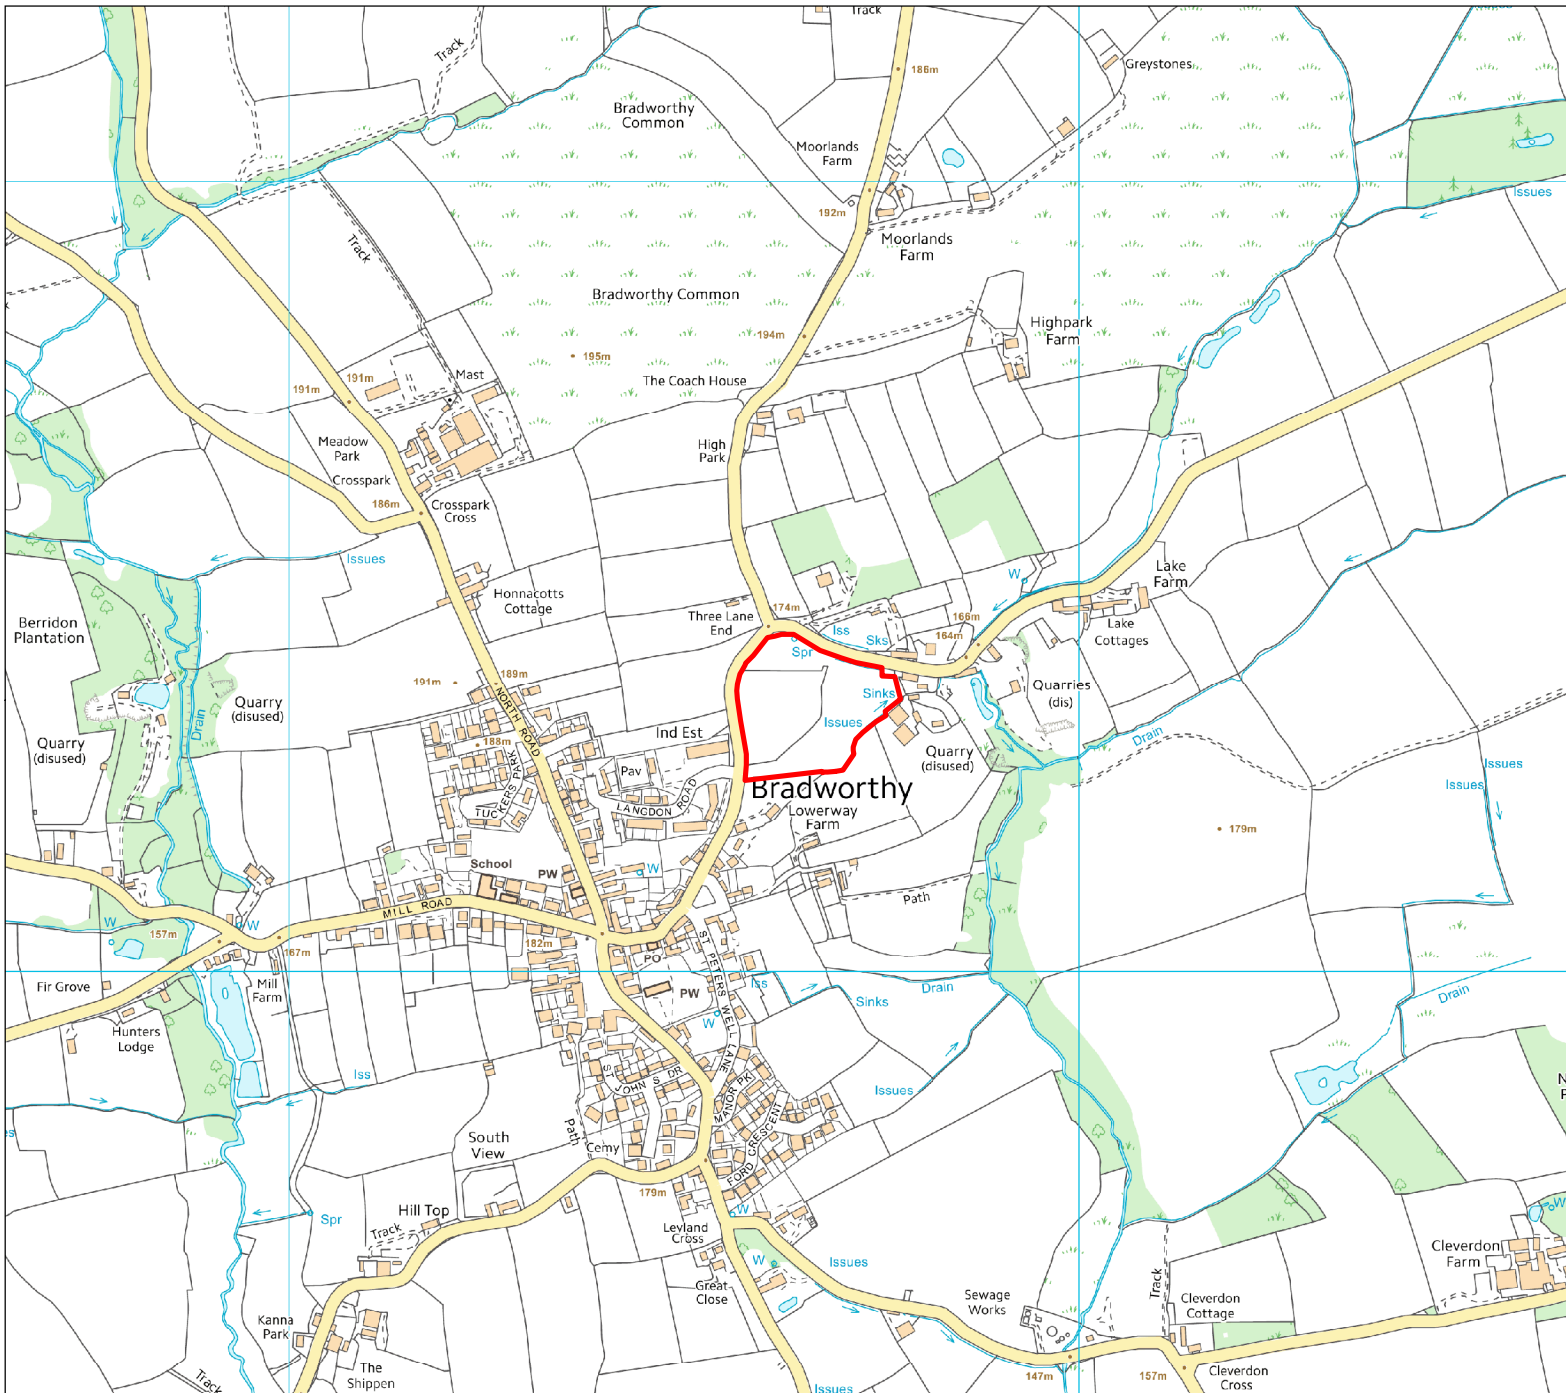 Track
186m
Greystones
Track
Bradworthy
Common
Moorlands
Farm
Issues
192m
Moorlands
Farm
Track
Bradworthy Common
Highpark
Farm
194m
195m
The Coach House
Mast
191m
191m
Meadow
Park
High
Park
Crosspark
186m
Crosspark
Cross
Issues
W
Lake
Farm
Honnacotts
Cottage
174m
Three Lane
End
166m
Iss
Sks
164m
Lake
Cottages
Berridon
Plantation
Spr
189m
191m
Quarries
(dis)
Sinks
Quarry
(disused)
NORTH ROAD
Issues
Drain
Ind Est
Drain
188m
Quarry
(disused)
Quarry
(disused)
Pav
Issues
Issues
Bradworthy
TUCKERS PARK
LANGDON ROAD
Lowerway
Farm
179m
School
PW
W
Path
MILL ROAD
W
W
157m
182m
167m
ST PETERS WELL LANE
PO
Fir Grove
Mill
Farm
PW
Iss
Drain
Sinks
Drain
W
Hunters
Lodge
Iss
ST JOHN S DR
MANOR PK
Issues
FORD CRESCENT
Path
South
View
Cemy
179m
Hill Top
Spr
Track
W
Leyland
Cross
W
Issues
W
Cleverdon
Farm
Great
Close
Track
Sewage
Works
Cleverdon
Cottage
Kanna
Park
The
Shippen
Track
147m
157m
Cleverdon
Cross
Issues